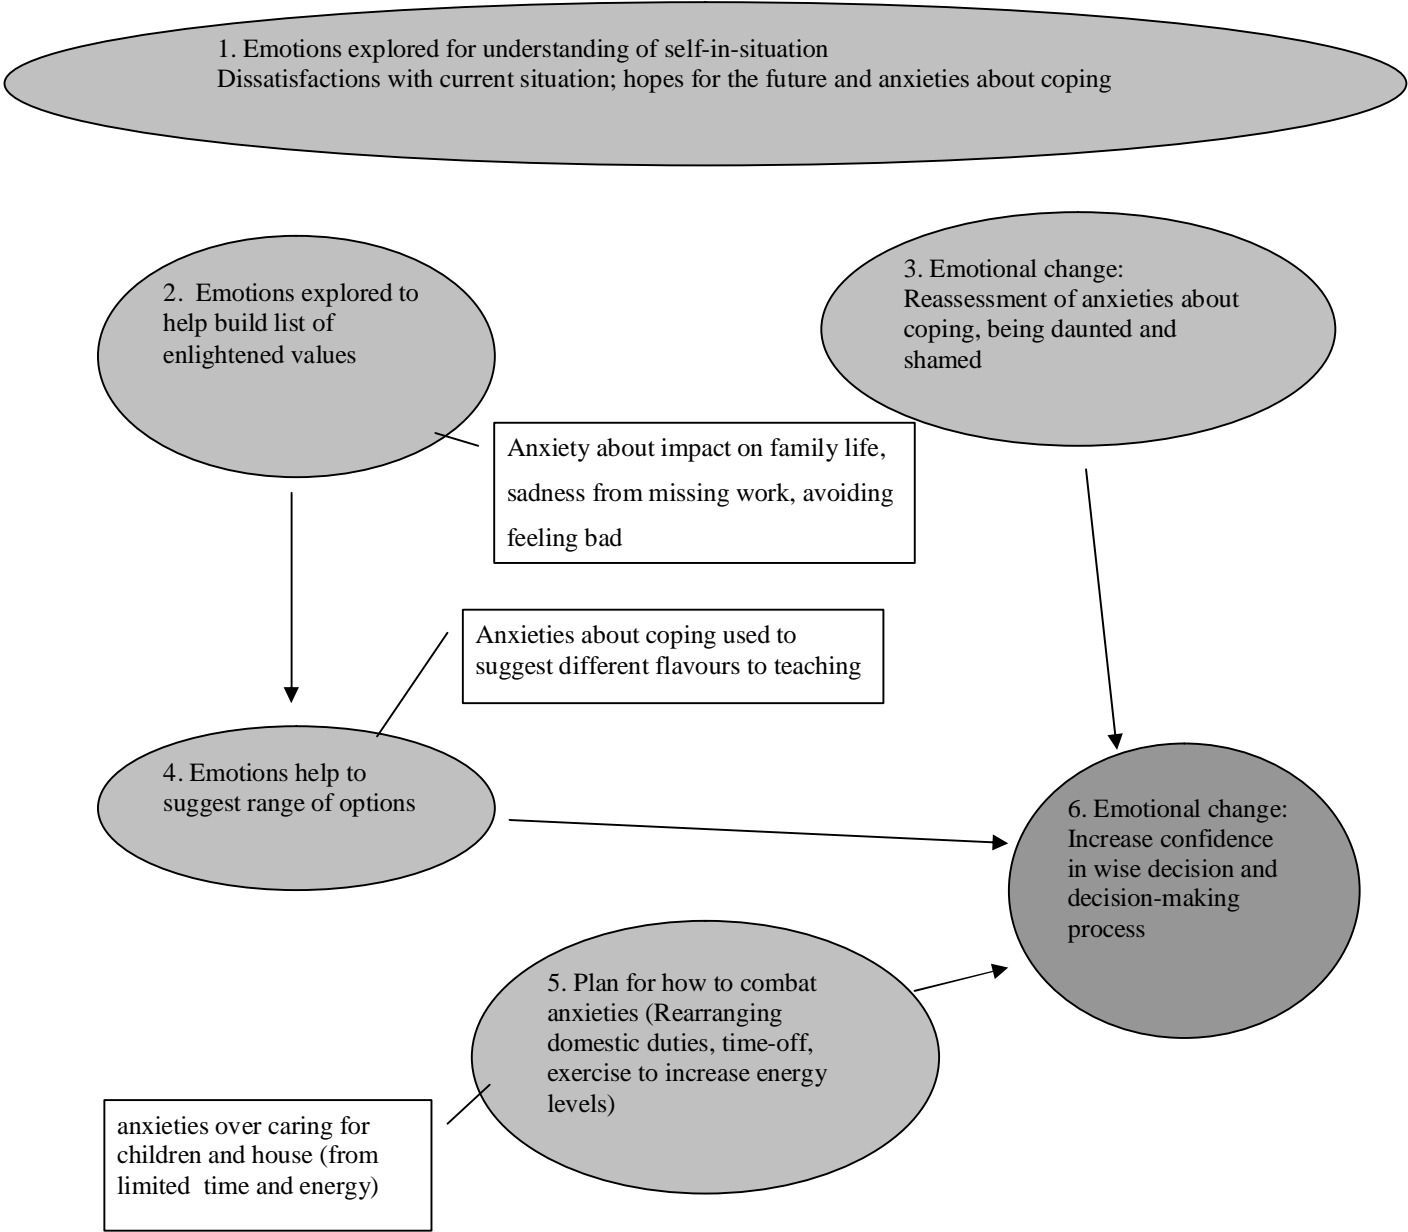 1. Emotions explored for understanding of self-in-situation
Dissatisfactions with current situation; hopes for the future and anxieties about coping
2.  Emotions explored to
help build list of
enlightened values
3. Emotional change:
Reassessment of anxieties about
coping, being daunted and
shamed
Anxiety about impact on family life,
sadness from missing work, avoiding
feeling bad
Anxieties about coping used to
suggest different flavours to teaching
4. Emotions help to
suggest range of options
6. Emotional change:
Increase confidence
in wise decision and
decision-making
process
5. Plan for how to combat
anxieties (Rearranging
domestic duties, time-off,
exercise to increase energy
levels)
anxieties over caring for
children and house (from
limited  time and energy)